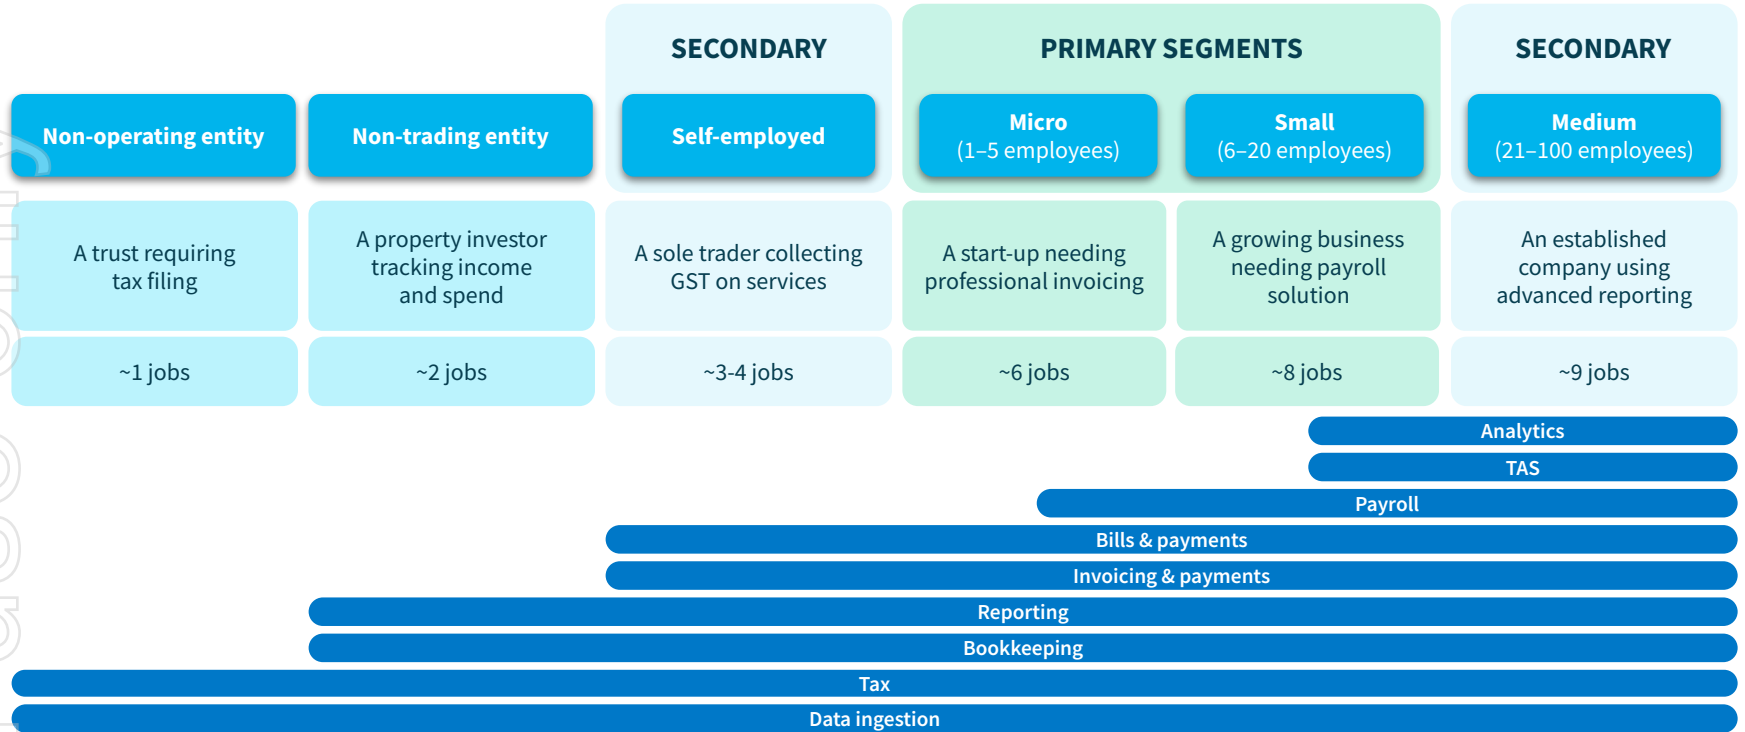 SECONDARY
PRIMARY SEGMENTS
SECONDARY
Non-operating entity
Non-trading entity
Self-employed
Micro
(1–5 employees)
Small
(6–20 employees)
Medium
(21–100 employees)
A trust requiring
tax filing
A property investor
tracking income
and spend
A sole trader collecting
GST on services
A start-up needing
professional invoicing
A growing business
needing payroll
solution
An established
company using
advanced reporting
~1 jobs
~2 jobs
~3-4 jobs
~6 jobs
~8 jobs
~9 jobs
Analytics
TAS
Payroll
Bills & payments
Invoicing & payments
Reporting
Bookkeeping
Tax
Data ingestion